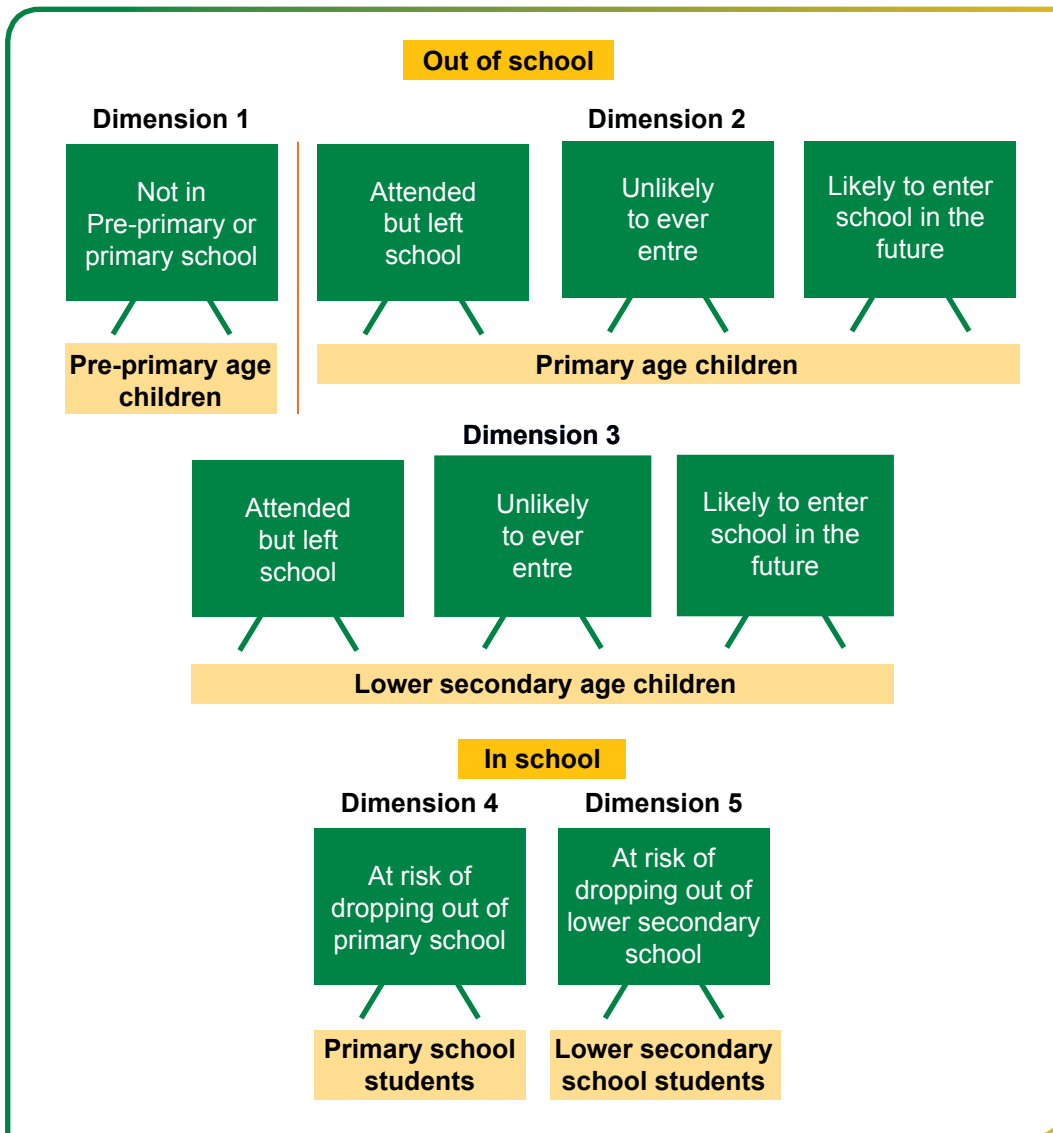 Out of school
Dimension 1
Not in
Pre-primary or
primary school
Pre-primary age
children
Dimension 2
Attended
but left
school
Unlikely
to ever
entre
Likely to enter
school in the
future
Primary age children
Dimension 3
Attended
but left
school
Unlikely
to ever
entre
Likely to enter
school in the
future
Lower secondary age children
In school
Dimension 4
At risk of
dropping out of
primary school
Primary school
students
Dimension 5
At risk of
dropping out of
lower secondary
school
Lower secondary
school students